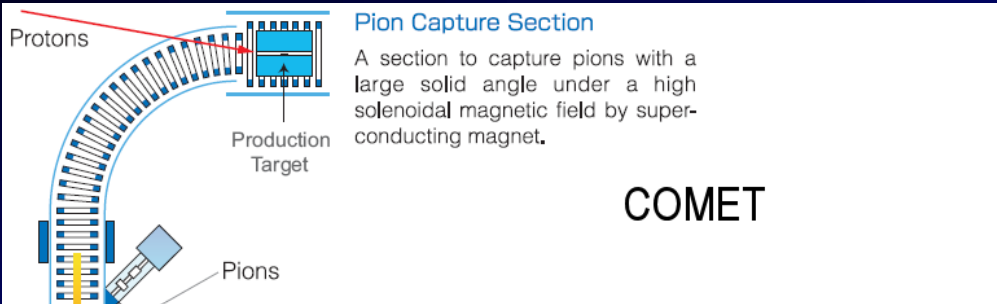 Protons
Pion Capture Section
A section to capture pions with a
large solid angle under a high
solenoidal magnetic field by super-
conducting magnet.
Production
Target
COMET
Pions